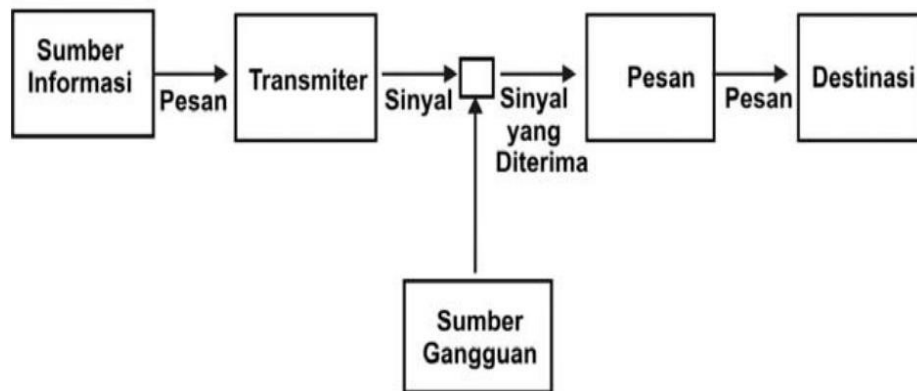 Sumber
Informasi
Pesan
Transmiter
Sinyal
Sinyal
yang
Diterima
Pesan
Pesan
Destinasi
Sumber
Gangguan